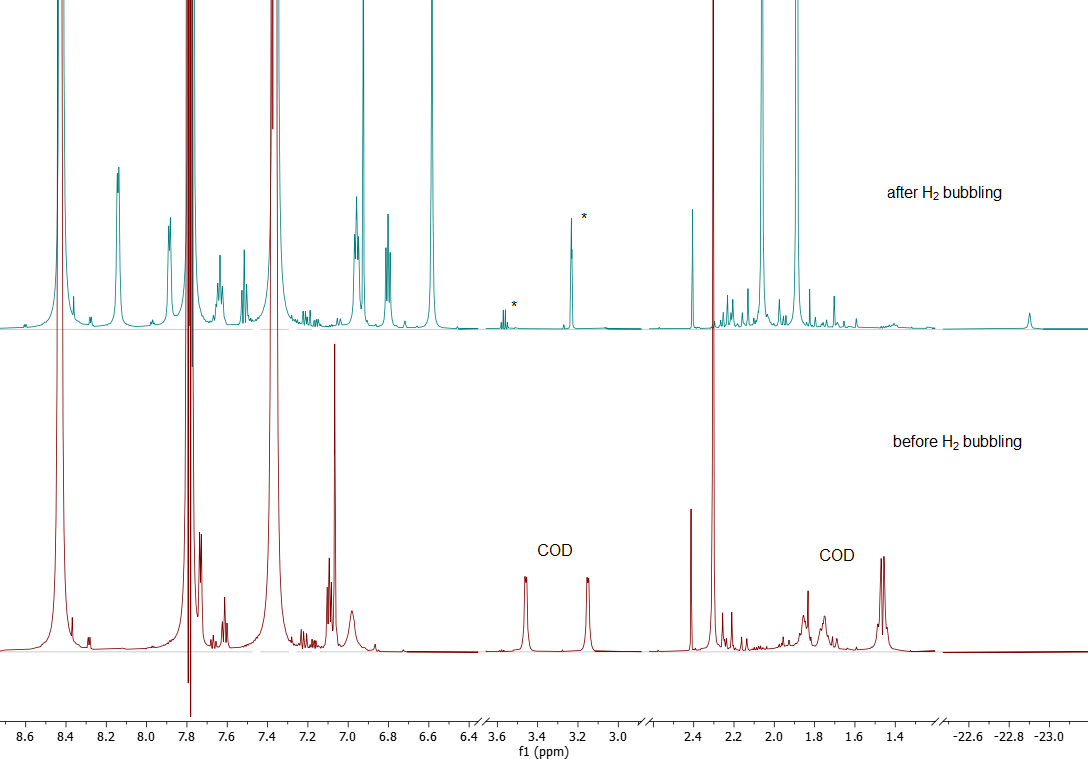 after H₂ bubbling
*
*
before H₂ bubbling
COD
COD
8.6 8.4 8.2 8.0 7.8 7.6 7.4 7.2 7.0 6.8 6.6 6.4 3.6 3.4 3.2 3.0 2.4 2.2 2.0 1.8 1.6 1.4 -22.6 -22.8 -23.0
f1 (ppm)